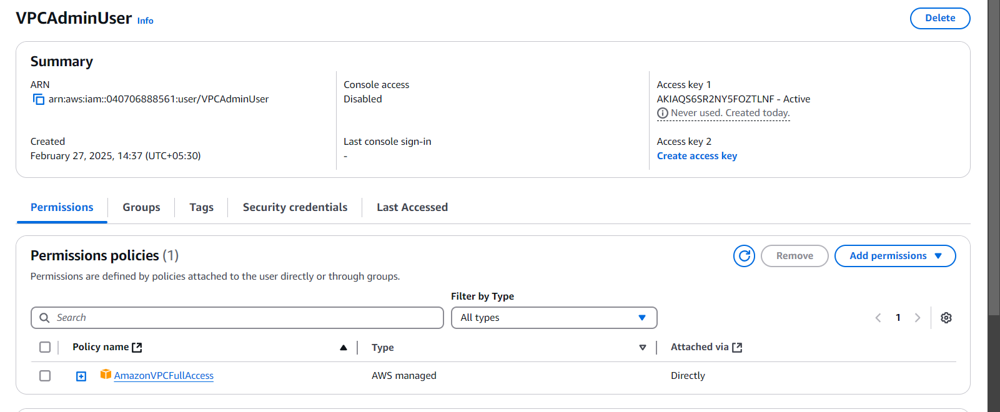 VPCAdminUser Info
Delete
Summary
ARN
arn:aws:iam::040706888561:user/VPCAdminUser
Console access
Disabled
Access key 1
AKIAQS6SR2NY5FOZTLNF - Active
Never used. Created today.
Created
February 27, 2025, 14:37 (UTC+05:30)
Last console sign-in
-
Access key 2
Create access key
Permissions
Groups
Tags
Security credentials
Last Accessed
Permissions policies (1)
Remove
Add permissions
Permissions are defined by policies attached to the user directly or through groups.
Filter by Type
Search
All types
1
Policy name
Type
Attached via
AmazonVPCFullAccess
AWS managed
Directly